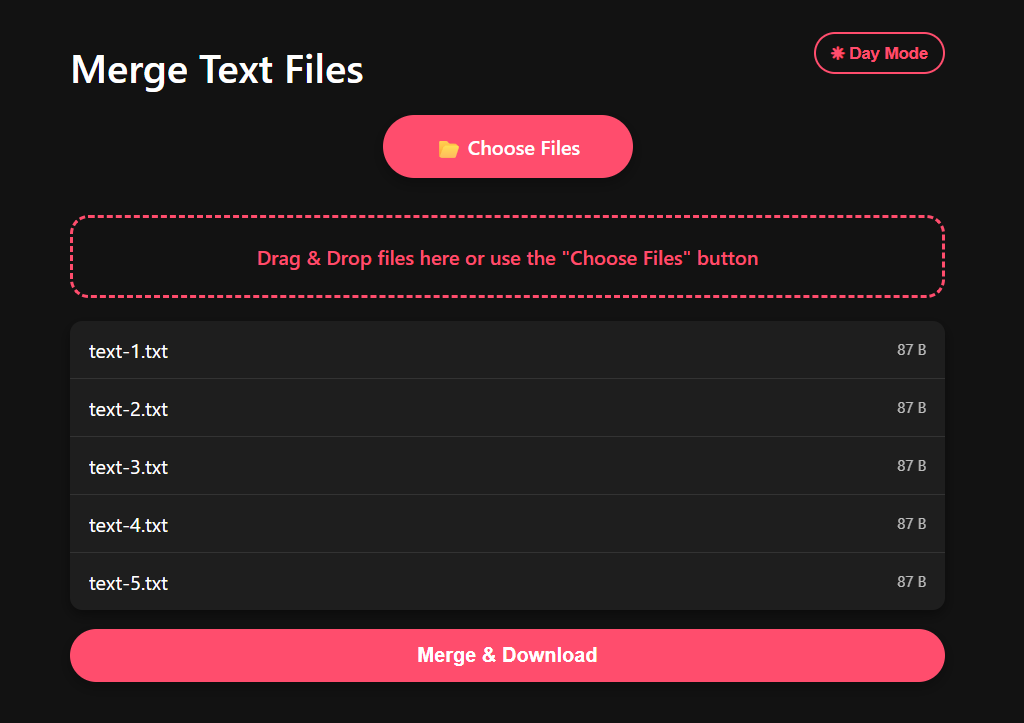 Merge Text Files
❋ Day Mode
📂 Choose Files
Drag & Drop files here or use the "Choose Files" button
text-1.txt 87 B
text-2.txt 87 B
text-3.txt 87 B
text-4.txt 87 B
text-5.txt 87 B
Merge & Download